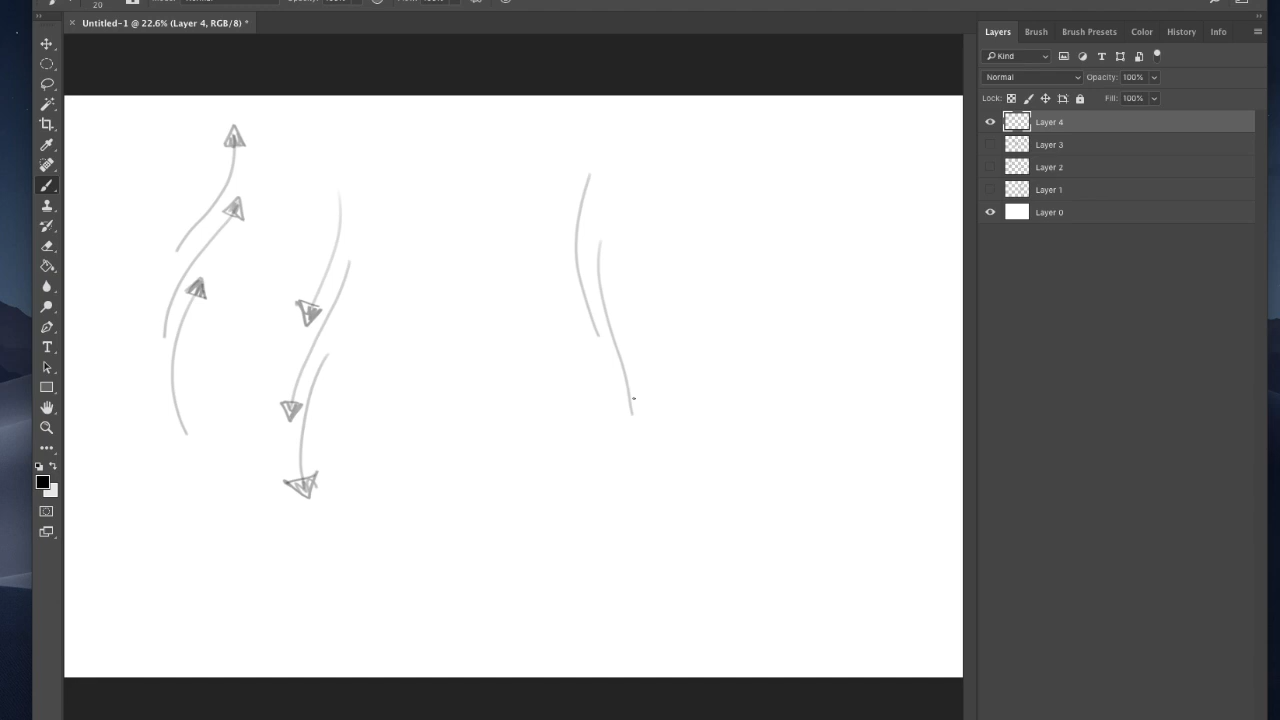 20
Untitled-1 @ 22.6% (Layer 4, RGB/8) *
Layers Brush Brush Presets Color History Info
Kind
Normal Opacity: 100%
Lock: Fill: 100%
Layer 4
Layer 3
Layer 2
Layer 1
Layer 0